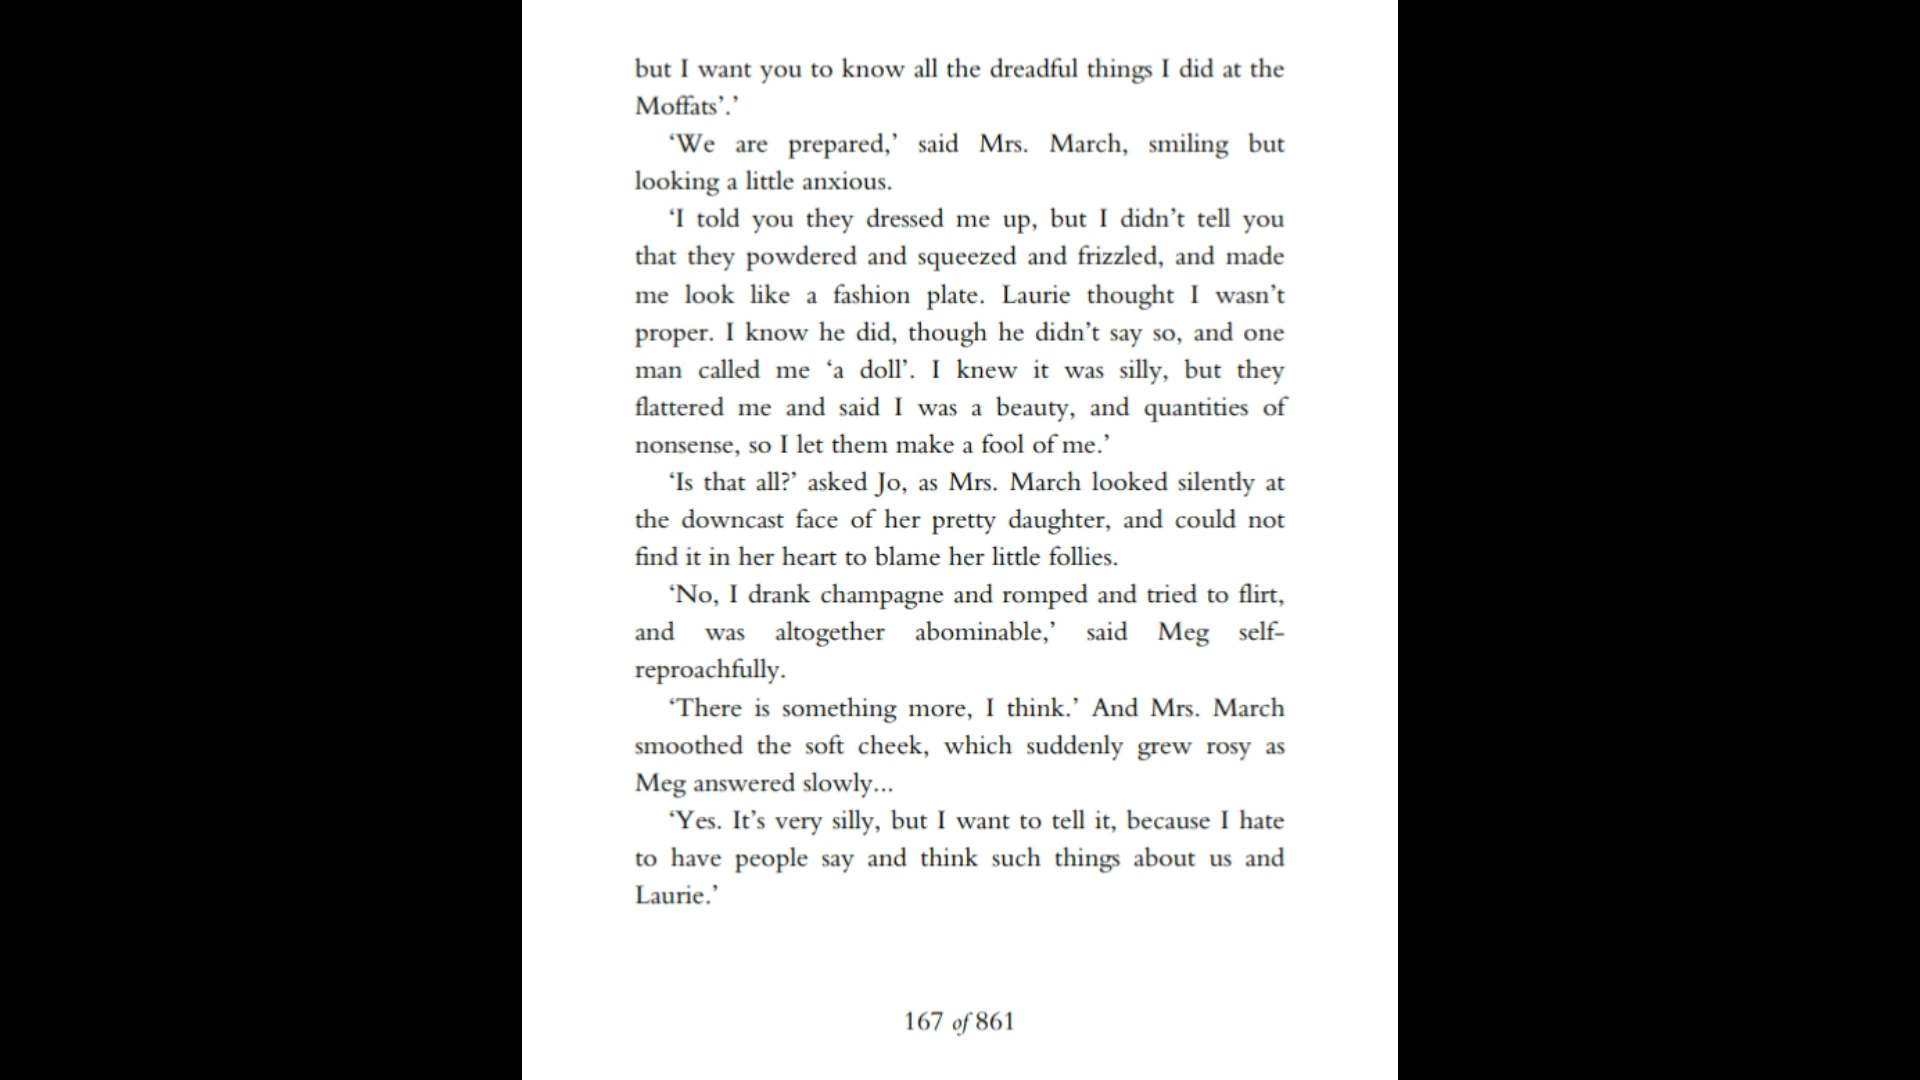 but I want you to know all the dreadful things I did at the
Moffats’.’
‘We are prepared,’ said Mrs. March, smiling but
looking a little anxious.
‘I told you they dressed me up, but I didn’t tell you
that they powdered and squeezed and frizzled, and made
me look like a fashion plate. Laurie thought I wasn’t
proper. I know he did, though he didn’t say so, and one
man called me ‘a doll’. I knew it was silly, but they
flattered me and said I was a beauty, and quantities of
nonsense, so I let them make a fool of me.’
‘Is that all?’ asked Jo, as Mrs. March looked silently at
the downcast face of her pretty daughter, and could not
find it in her heart to blame her little follies.
‘No, I drank champagne and romped and tried to flirt,
and was altogether abominable,’ said Meg self-
reproachfully.
‘There is something more, I think.’ And Mrs. March
smoothed the soft cheek, which suddenly grew rosy as
Meg answered slowly...
‘Yes. It’s very silly, but I want to tell it, because I hate
to have people say and think such things about us and
Laurie.’
167 of 861